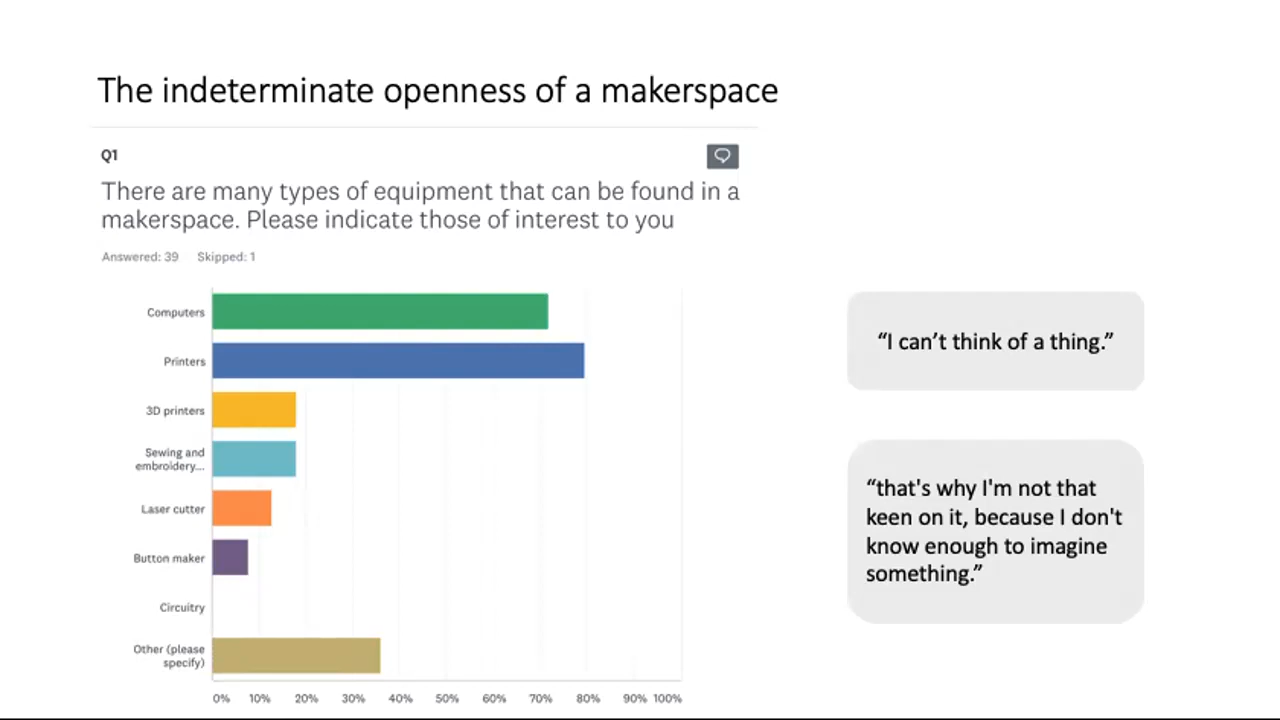 The indeterminate openness of a makerspace
Q1
There are many types of equipment that can be found in a
makerspace. Please indicate those of interest to you
Answered: 39 Skipped: 1
Computers
Printers
3D printers
Sewing and
embroidery...
Laser cutter
Button maker
Circuitry
Other (please
specify)
0% 10% 20% 30% 40% 50% 60% 70% 80% 90% 100%
“I can’t think of a thing.”
“that's why I'm not that
keen on it, because I don't
know enough to imagine
something.”